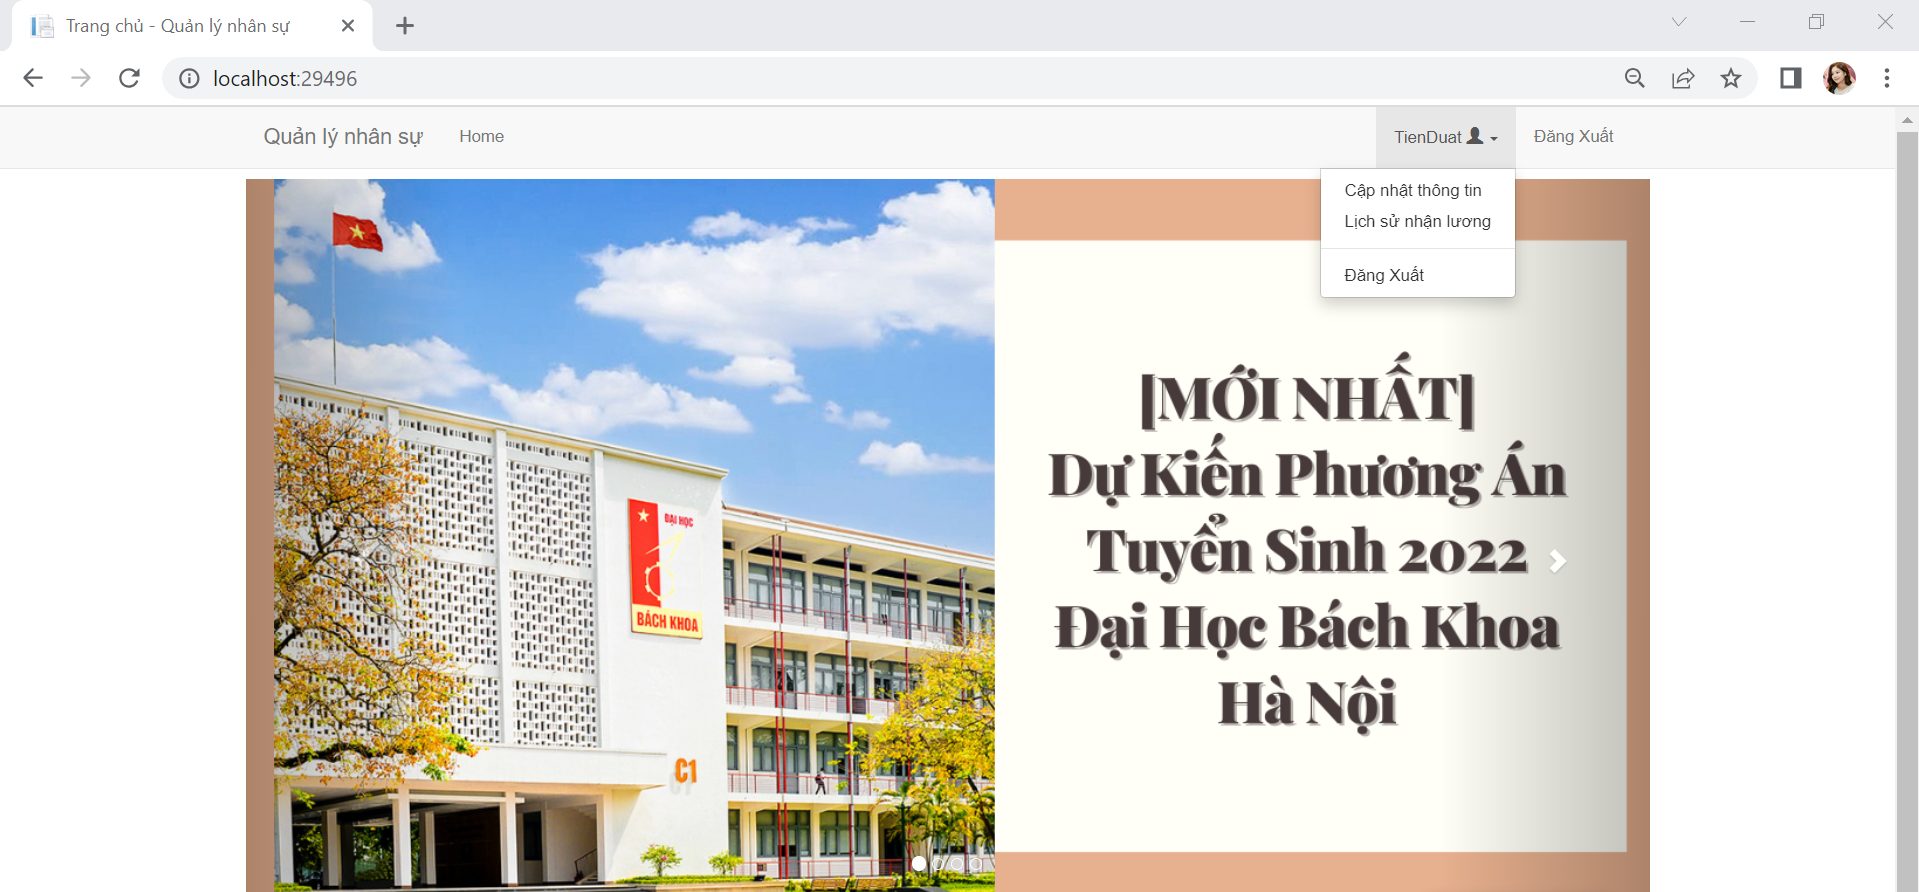 Trang chủ - Quản lý nhân sự
localhost:29496
Quản lý nhân sự
Home
TienDuat
Đăng Xuất
Cập nhật thông tin
Lịch sử nhận lương
Đăng Xuất
ĐẠI HỌC
BÁCH KHOA
C1
[MỚI NHẤT]
Dự Kiến Phương Án
Tuyển Sinh 2022
Đại Học Bách Khoa
Hà Nội